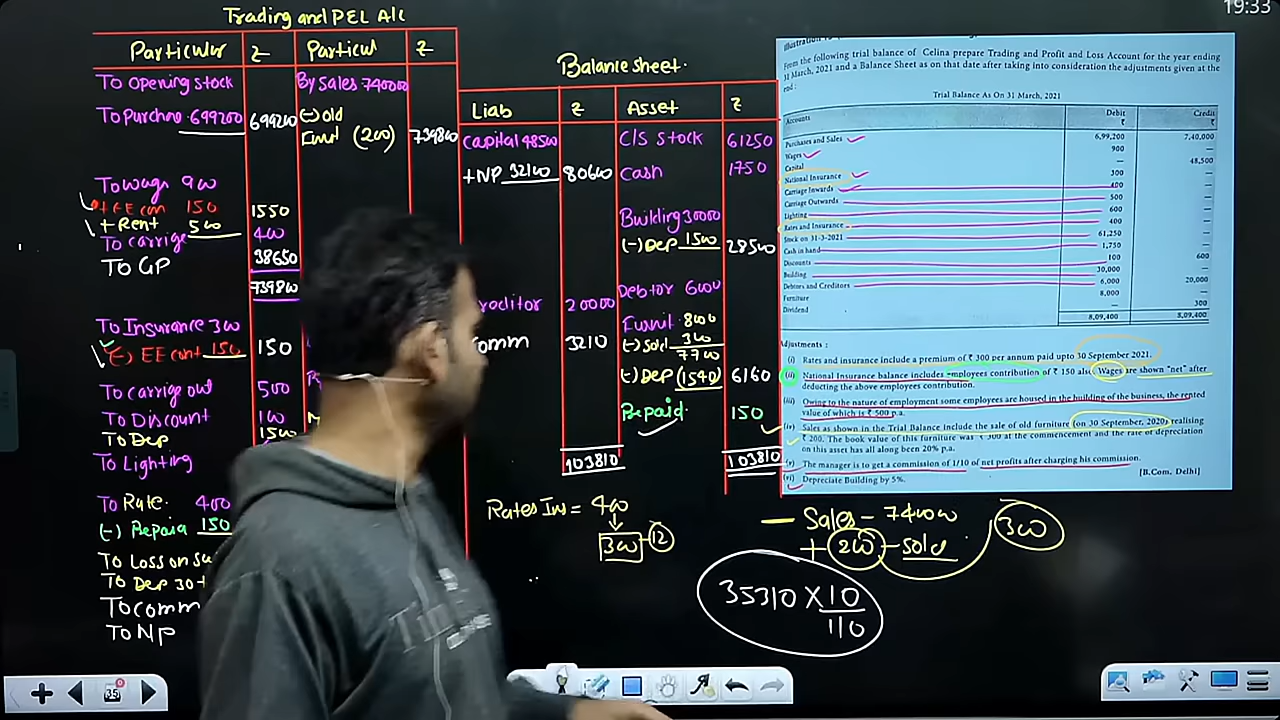 19:33
Trading and P&L A/c
Particular ₹ Particul ₹
To Opening stock By Sales 740000
To Purchase 699200 699200 (-) old
Furnit (200) 739800
To wages 900
+ EE con 150 1550
+ Rent 500
To carrige 400
To GP 38650
739800
To Insurance 300
(-) EE cont 150 150
To carrige out 500
To Discount 100
To Dep 1500
To Lighting
To Rate 400
(-) Prepaid 150
To Loss on
To Dep 30+
To comm
To NP
Balance sheet
Liab ₹ Asset ₹
Capital 48500 C/S Stock 61250
+NP 32100 80600 Cash 1750
Building 30000
(-) Dep 1500 28500
roditor 20000 Debtor 6000
Furnit 8000
omm 3210 (-) Sold 300
7700
(-) Dep (1540) 6160
Prepaid 150
103810 103810
Rates Ins = 400
300 12
Sales - 740000
+ 200 - sold 300
35310 × 10
110
From the following trial balance of Celina prepare Trading and Profit and Loss Account for the year ending
31 March, 2021 and a Balance Sheet as on that date after taking into consideration the adjustments given at the
end :
Trial Balance As On 31 March, 2021
Accounts Debit Credit
₹ ₹
Purchases and Sales 6,99,200 7,40,000
Wages 900 —
Capital — 48,500
National Insurance 300 —
Carriage Inwards 400 —
Carriage Outwards 500 —
Lighting 600 —
Rates and Insurance 400 —
Stock on 31-3-2021 61,250 —
Cash in hand 1,750 —
Discounts 100 600
Building 30,000 —
Debtors and Creditors 6,000 20,000
Furniture 8,000 —
Dividend — 300
8,09,400 8,09,400
Adjustments :
(i) Rates and insurance include a premium of ₹ 300 per annum paid upto 30 September 2021.
(ii) National Insurance balance includes employees contribution of ₹ 150 also Wages are shown "net" after
deducting the above employees contribution.
(iii) Owing to the nature of employment some employees are housed in the building of the business, the rented
value of which is ₹ 500 p.a.
(iv) Sales as shown in the Trial Balance include the sale of old furniture (on 30 September, 2020) realising
₹ 200. The book value of this furniture was ₹ 300 at the commencement and the rate of depreciation
on this asset has all along been 20% p.a.
(v) The manager is to get a commission of 1/10 of net profits after charging his commission.
[B.Com. Delhi]
(vi) Depreciate Building by 5%.
35